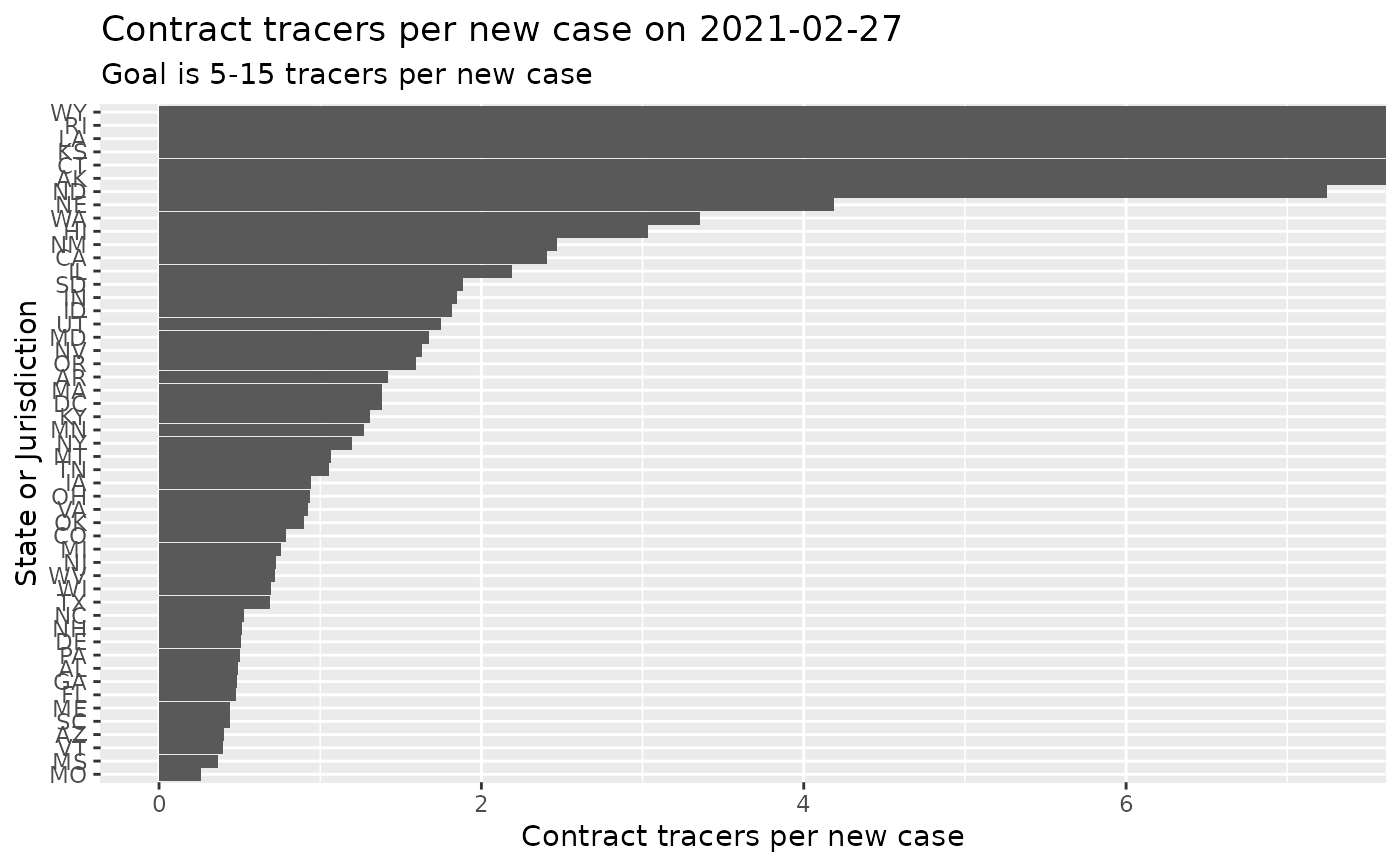 Contract tracers per new case on 2021-02-27
Goal is 5-15 tracers per new case
State or Jurisdiction
WY
RI
LA
KS
CT
AK
ND
NE
WA
HI
NM
CA
IL
SD
IN
ID
UT
MD
NV
OR
AR
MA
DC
KY
MN
NY
MT
TN
IA
OH
VA
OK
CO
MI
NJ
WV
WI
TX
NC
NH
DE
PA
AL
GA
FL
ME
SC
AZ
VT
MS
MO
0 2 4 6
Contract tracers per new case